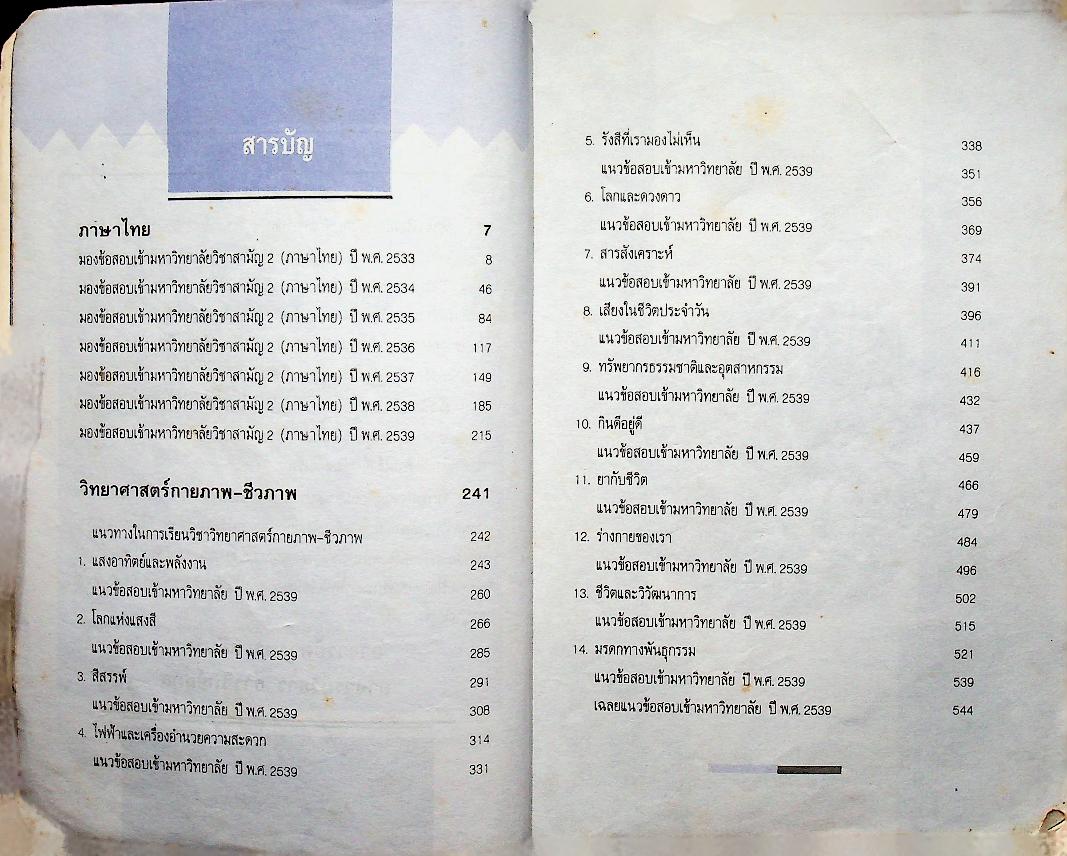 สารบัญ
ภาษาไทย 7
มองข้อสอบเข้ามหาวิทยาลัยวิชาสามัญ 2 (ภาษาไทย) ปี พ.ศ. 2533 8
มองข้อสอบเข้ามหาวิทยาลัยวิชาสามัญ 2 (ภาษาไทย) ปี พ.ศ. 2534 46
มองข้อสอบเข้ามหาวิทยาลัยวิชาสามัญ 2 (ภาษาไทย) ปี พ.ศ. 2535 84
มองข้อสอบเข้ามหาวิทยาลัยวิชาสามัญ 2 (ภาษาไทย) ปี พ.ศ. 2536 117
มองข้อสอบเข้ามหาวิทยาลัยวิชาสามัญ 2 (ภาษาไทย) ปี พ.ศ. 2537 149
มองข้อสอบเข้ามหาวิทยาลัยวิชาสามัญ 2 (ภาษาไทย) ปี พ.ศ. 2538 185
มองข้อสอบเข้ามหาวิทยาลัยวิชาสามัญ 2 (ภาษาไทย) ปี พ.ศ. 2539 215
วิทยาศาสตร์กายภาพ-ชีวภาพ 241
แนวทางในการเรียนวิชาวิทยาศาสตร์กายภาพ-ชีวภาพ 242
1. แสงอาทิตย์และพลังงาน 243
แนวข้อสอบเข้ามหาวิทยาลัย ปี พ.ศ. 2539 260
2. โลกแห่งแสงสี 266
แนวข้อสอบเข้ามหาวิทยาลัย ปี พ.ศ. 2539 285
3. สีสรรพ์ 291
แนวข้อสอบเข้ามหาวิทยาลัย ปี พ.ศ. 2539 308
4. ไฟฟ้าและเครื่องอำนวยความสะดวก 314
แนวข้อสอบเข้ามหาวิทยาลัย ปี พ.ศ. 2539 331
5. รังสีที่เรามองไม่เห็น 338
แนวข้อสอบเข้ามหาวิทยาลัย ปี พ.ศ. 2539 351
6. โลกและดวงดาว 356
แนวข้อสอบเข้ามหาวิทยาลัย ปี พ.ศ. 2539 369
7. สารสังเคราะห์ 374
แนวข้อสอบเข้ามหาวิทยาลัย ปี พ.ศ. 2539 391
8. เสียงในชีวิตประจำวัน 396
แนวข้อสอบเข้ามหาวิทยาลัย ปี พ.ศ. 2539 411
9. ทรัพยากรธรรมชาติและอุตสาหกรรม 416
แนวข้อสอบเข้ามหาวิทยาลัย ปี พ.ศ. 2539 432
10. กินดีอยู่ดี 437
แนวข้อสอบเข้ามหาวิทยาลัย ปี พ.ศ. 2539 459
11. ยากับชีวิต 466
แนวข้อสอบเข้ามหาวิทยาลัย ปี พ.ศ. 2539 479
12. ร่างกายของเรา 484
แนวข้อสอบเข้ามหาวิทยาลัย ปี พ.ศ. 2539 496
13. ชีวิตและวิวัฒนาการ 502
แนวข้อสอบเข้ามหาวิทยาลัย ปี พ.ศ. 2539 515
14. มรดกทางพันธุกรรม 521
แนวข้อสอบเข้ามหาวิทยาลัย ปี พ.ศ. 2539 539
เฉลยแนวข้อสอบเข้ามหาวิทยาลัย ปี พ.ศ. 2539 544